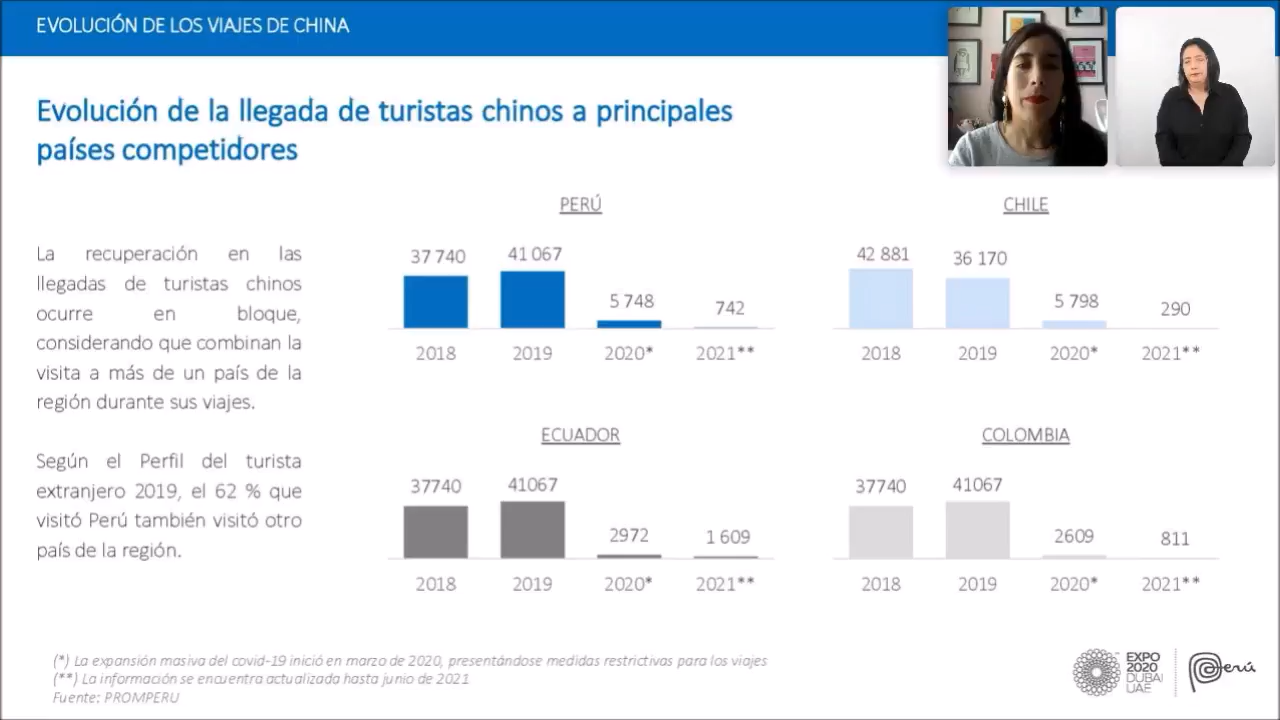 EVOLUCIÓN DE LOS VIAJES DE CHINA
Evolución de la llegada de turistas chinos a principales
países competidores
La recuperación en las
llegadas de turistas chinos
ocurre en bloque,
considerando que combinan la
visita a más de un país de la
región durante sus viajes.
Según el Perfil del turista
extranjero 2019, el 62 % que
visitó Perú también visitó otro
país de la región.
PERÚ
37 740 41 067 5 748 742
2018 2019 2020* 2021**
CHILE
42 881 36 170 5 798 290
2018 2019 2020* 2021**
ECUADOR
37740 41067 2972 1 609
2018 2019 2020* 2021**
COLOMBIA
37740 41067 2609 811
2018 2019 2020* 2021**
(*) La expansión masiva del covid-19 inició en marzo de 2020, presentándose medidas restrictivas para los viajes
(**) La información se encuentra actualizada hasta junio de 2021
Fuente: PROMPERU
EXPO
2020
DUBAI
UAE
Perú